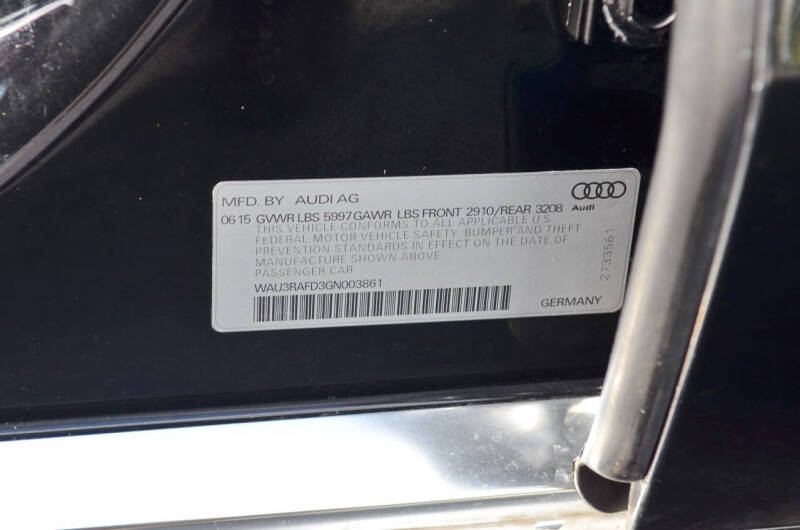 MFD. BY AUDI AG
Audi
06 15 GVWR LBS 5997 GAWR LBS FRONT 2910/REAR 3208
THIS VEHICLE CONFORMS TO ALL APPLICABLE U S
FEDERAL MOTOR VEHICLE SAFETY, BUMPER AND THEFT
PREVENTION STANDARDS IN EFFECT ON THE DATE OF
MANUFACTURE SHOWN ABOVE
PASSENGER CAR
WAU3RAFD3GN003861
GERMANY
2733561